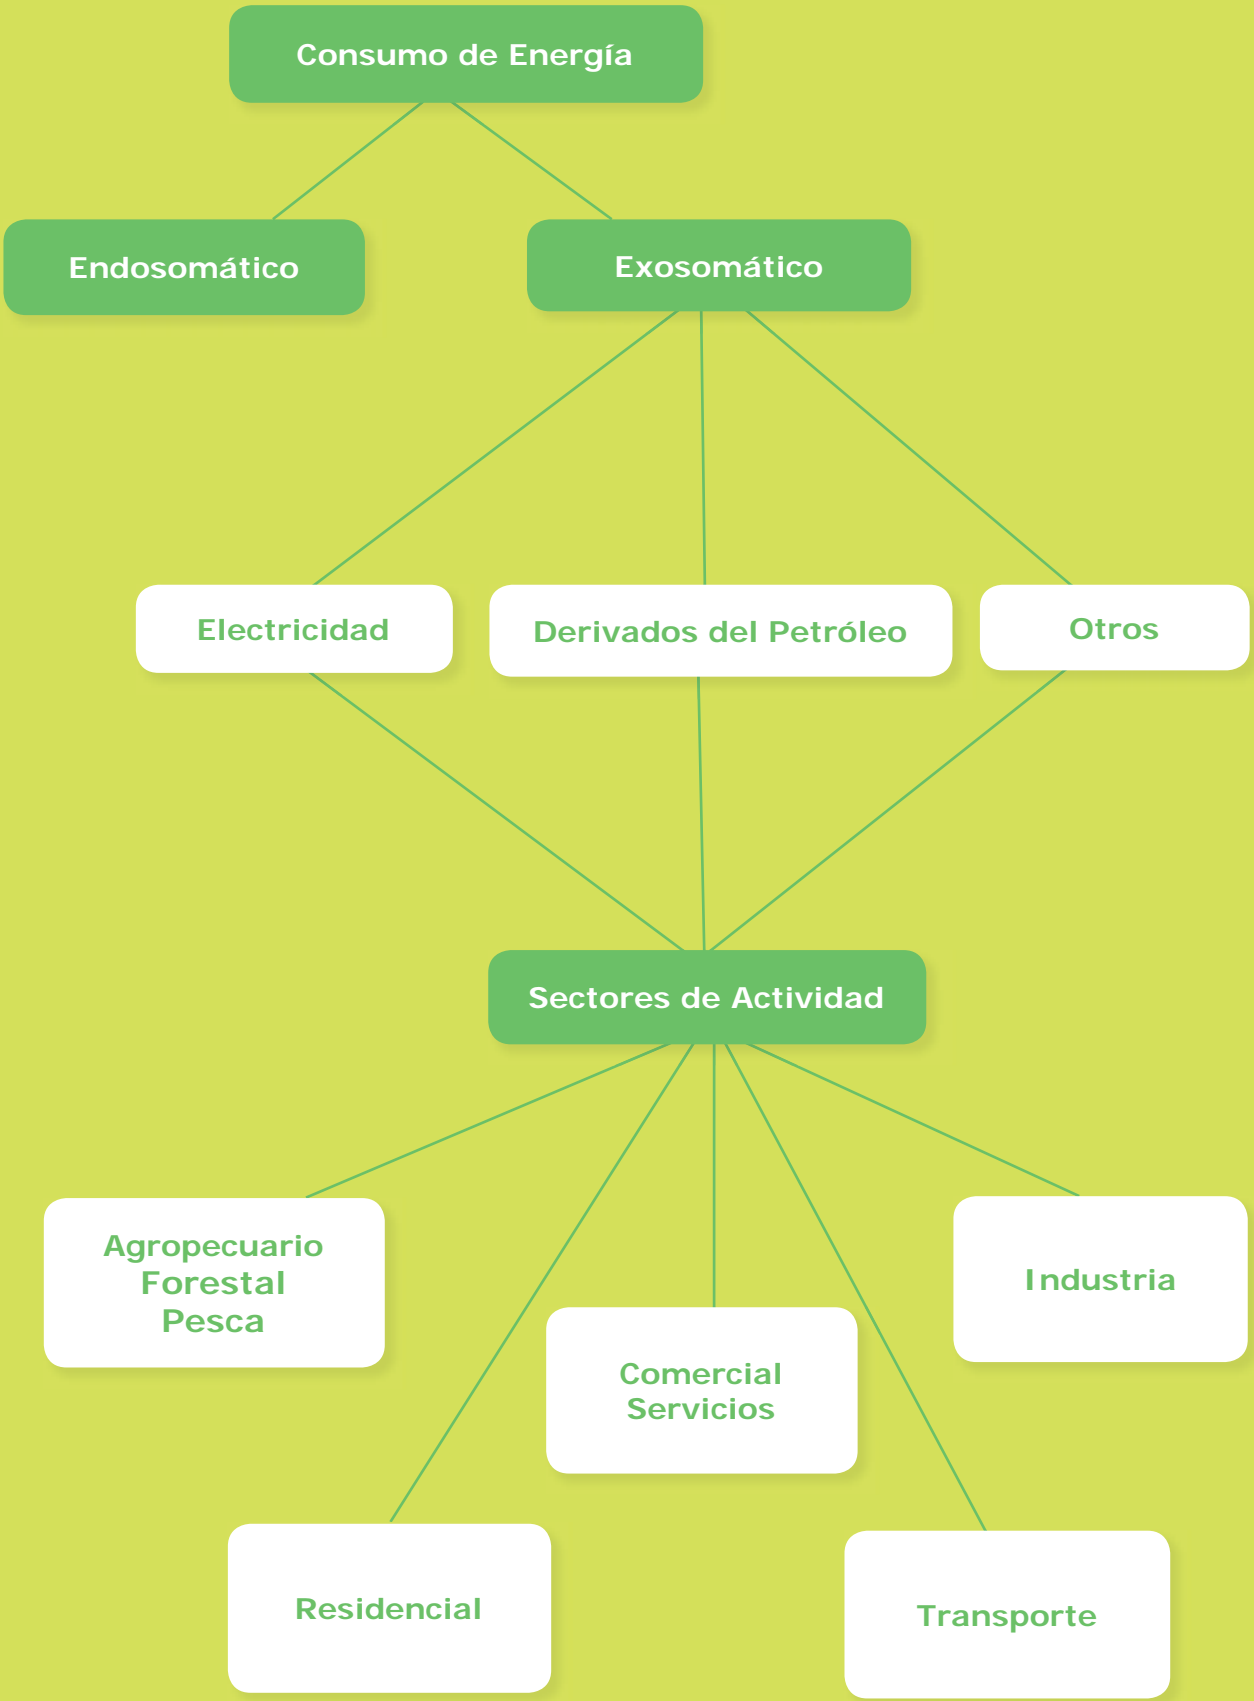 Consumo de Energía
Endosomático
Exosomático
Electricidad
Derivados del Petróleo
Otros
Sectores de Actividad
Agropecuario
Forestal
Pesca
Industria
Comercial
Servicios
Residencial
Transporte